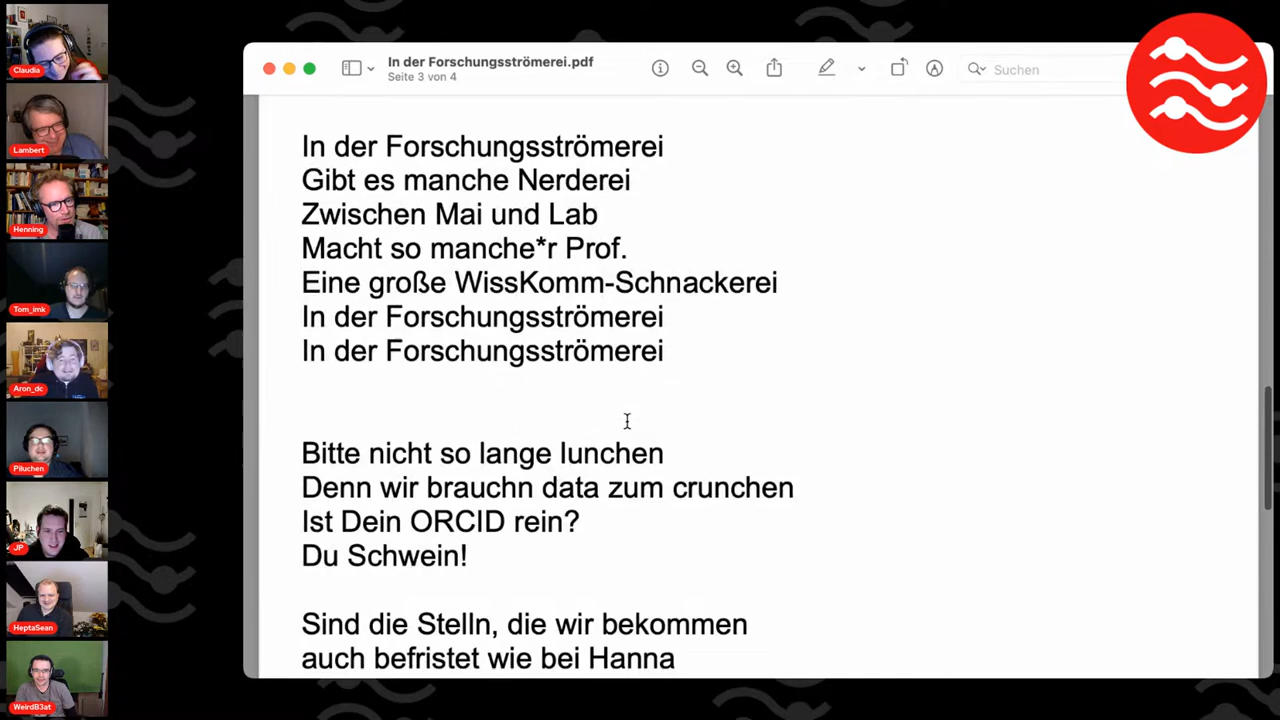 Claudia
Lambert
Henning
Tom_imk
Aron_dc
Piluchen
JP
HeptaSean
WeirdB3at
In der Forschungsströmerei.pdf
Seite 3 von 4
Suchen
In der Forschungsströmerei
Gibt es manche Nerderei
Zwischen Mai und Lab
Macht so manche*r Prof.
Eine große WissKomm-Schnackerei
In der Forschungsströmerei
In der Forschungsströmerei
Bitte nicht so lange lunchen
Denn wir brauchn data zum crunchen
Ist Dein ORCID rein?
Du Schwein!
Sind die Stelln, die wir bekommen
auch befristet wie bei Hanna